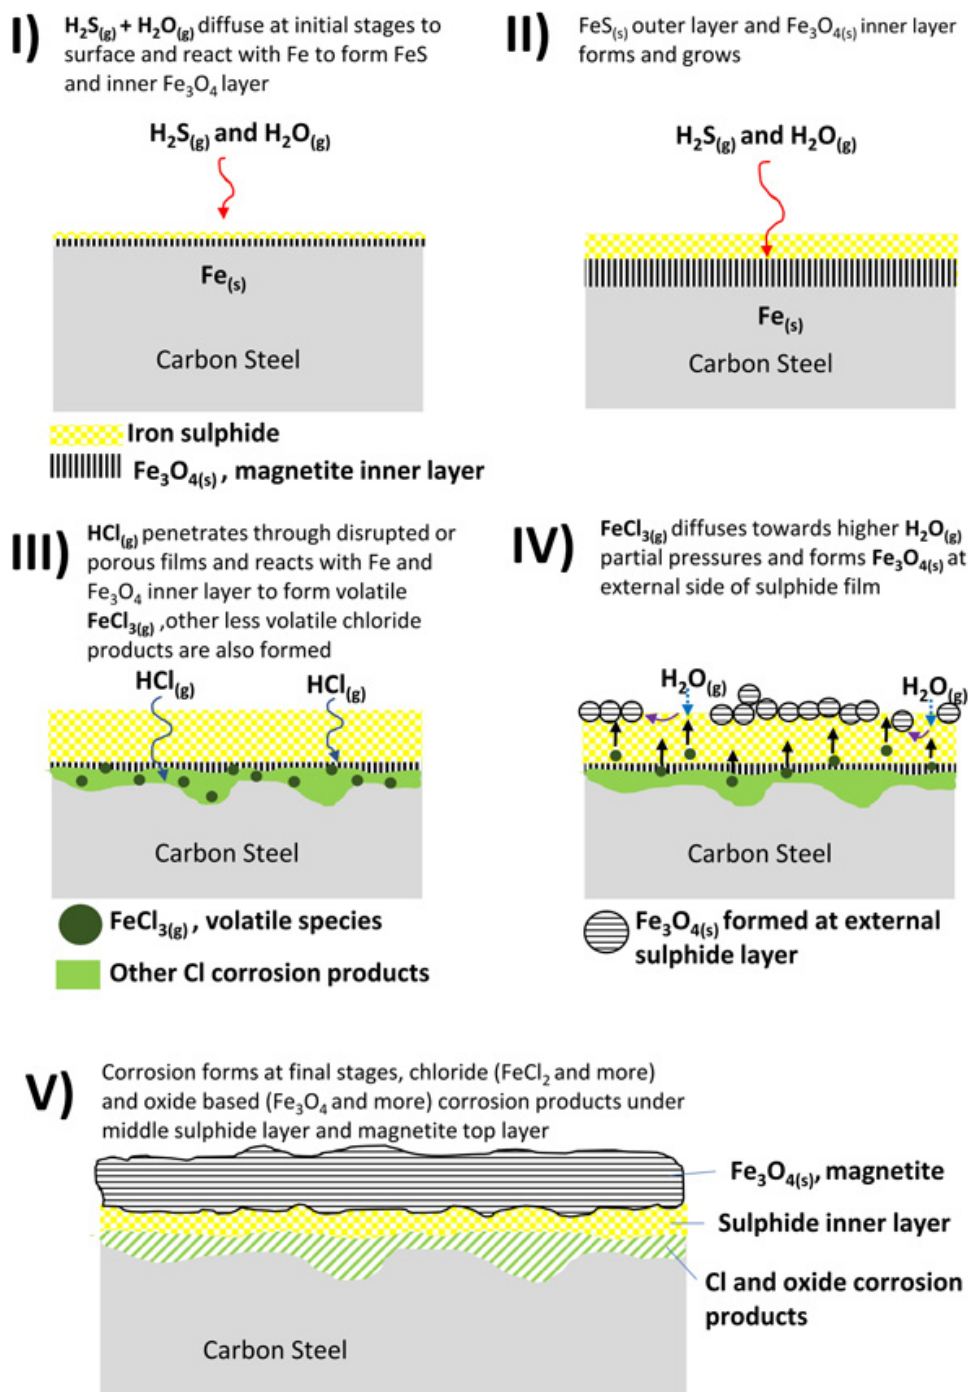 I)
H₂S₍g₎ + H₂O₍g₎ diffuse at initial stages to
surface and react with Fe to form FeS
and inner Fe₃O₄ layer
H₂S(g) and H₂O(g)
Fe(s)
Carbon Steel
Iron sulphide
Fe₃O₄(s) , magnetite inner layer
II)
FeS(s) outer layer and Fe₃O₄(s) inner layer
forms and grows
H₂S(g) and H₂O(g)
Fe(s)
Carbon Steel
III)
HCl(g) penetrates through disrupted or
porous films and reacts with Fe and
Fe₃O₄ inner layer to form volatile
FeCl₃(g) ,other less volatile chloride
products are also formed
HCl(g)
HCl(g)
Carbon Steel
FeCl₃(g) , volatile species
Other Cl corrosion products
IV)
FeCl₃(g) diffuses towards higher H₂O(g)
partial pressures and forms Fe₃O₄(s) at
external side of sulphide film
H₂O(g)
H₂O(g)
Carbon Steel
Fe₃O₄(s) formed at external
sulphide layer
V)
Corrosion forms at final stages, chloride (FeCl₂ and more)
and oxide based (Fe₃O₄ and more) corrosion products under
middle sulphide layer and magnetite top layer
Fe₃O₄(s), magnetite
Sulphide inner layer
Cl and oxide corrosion
products
Carbon Steel